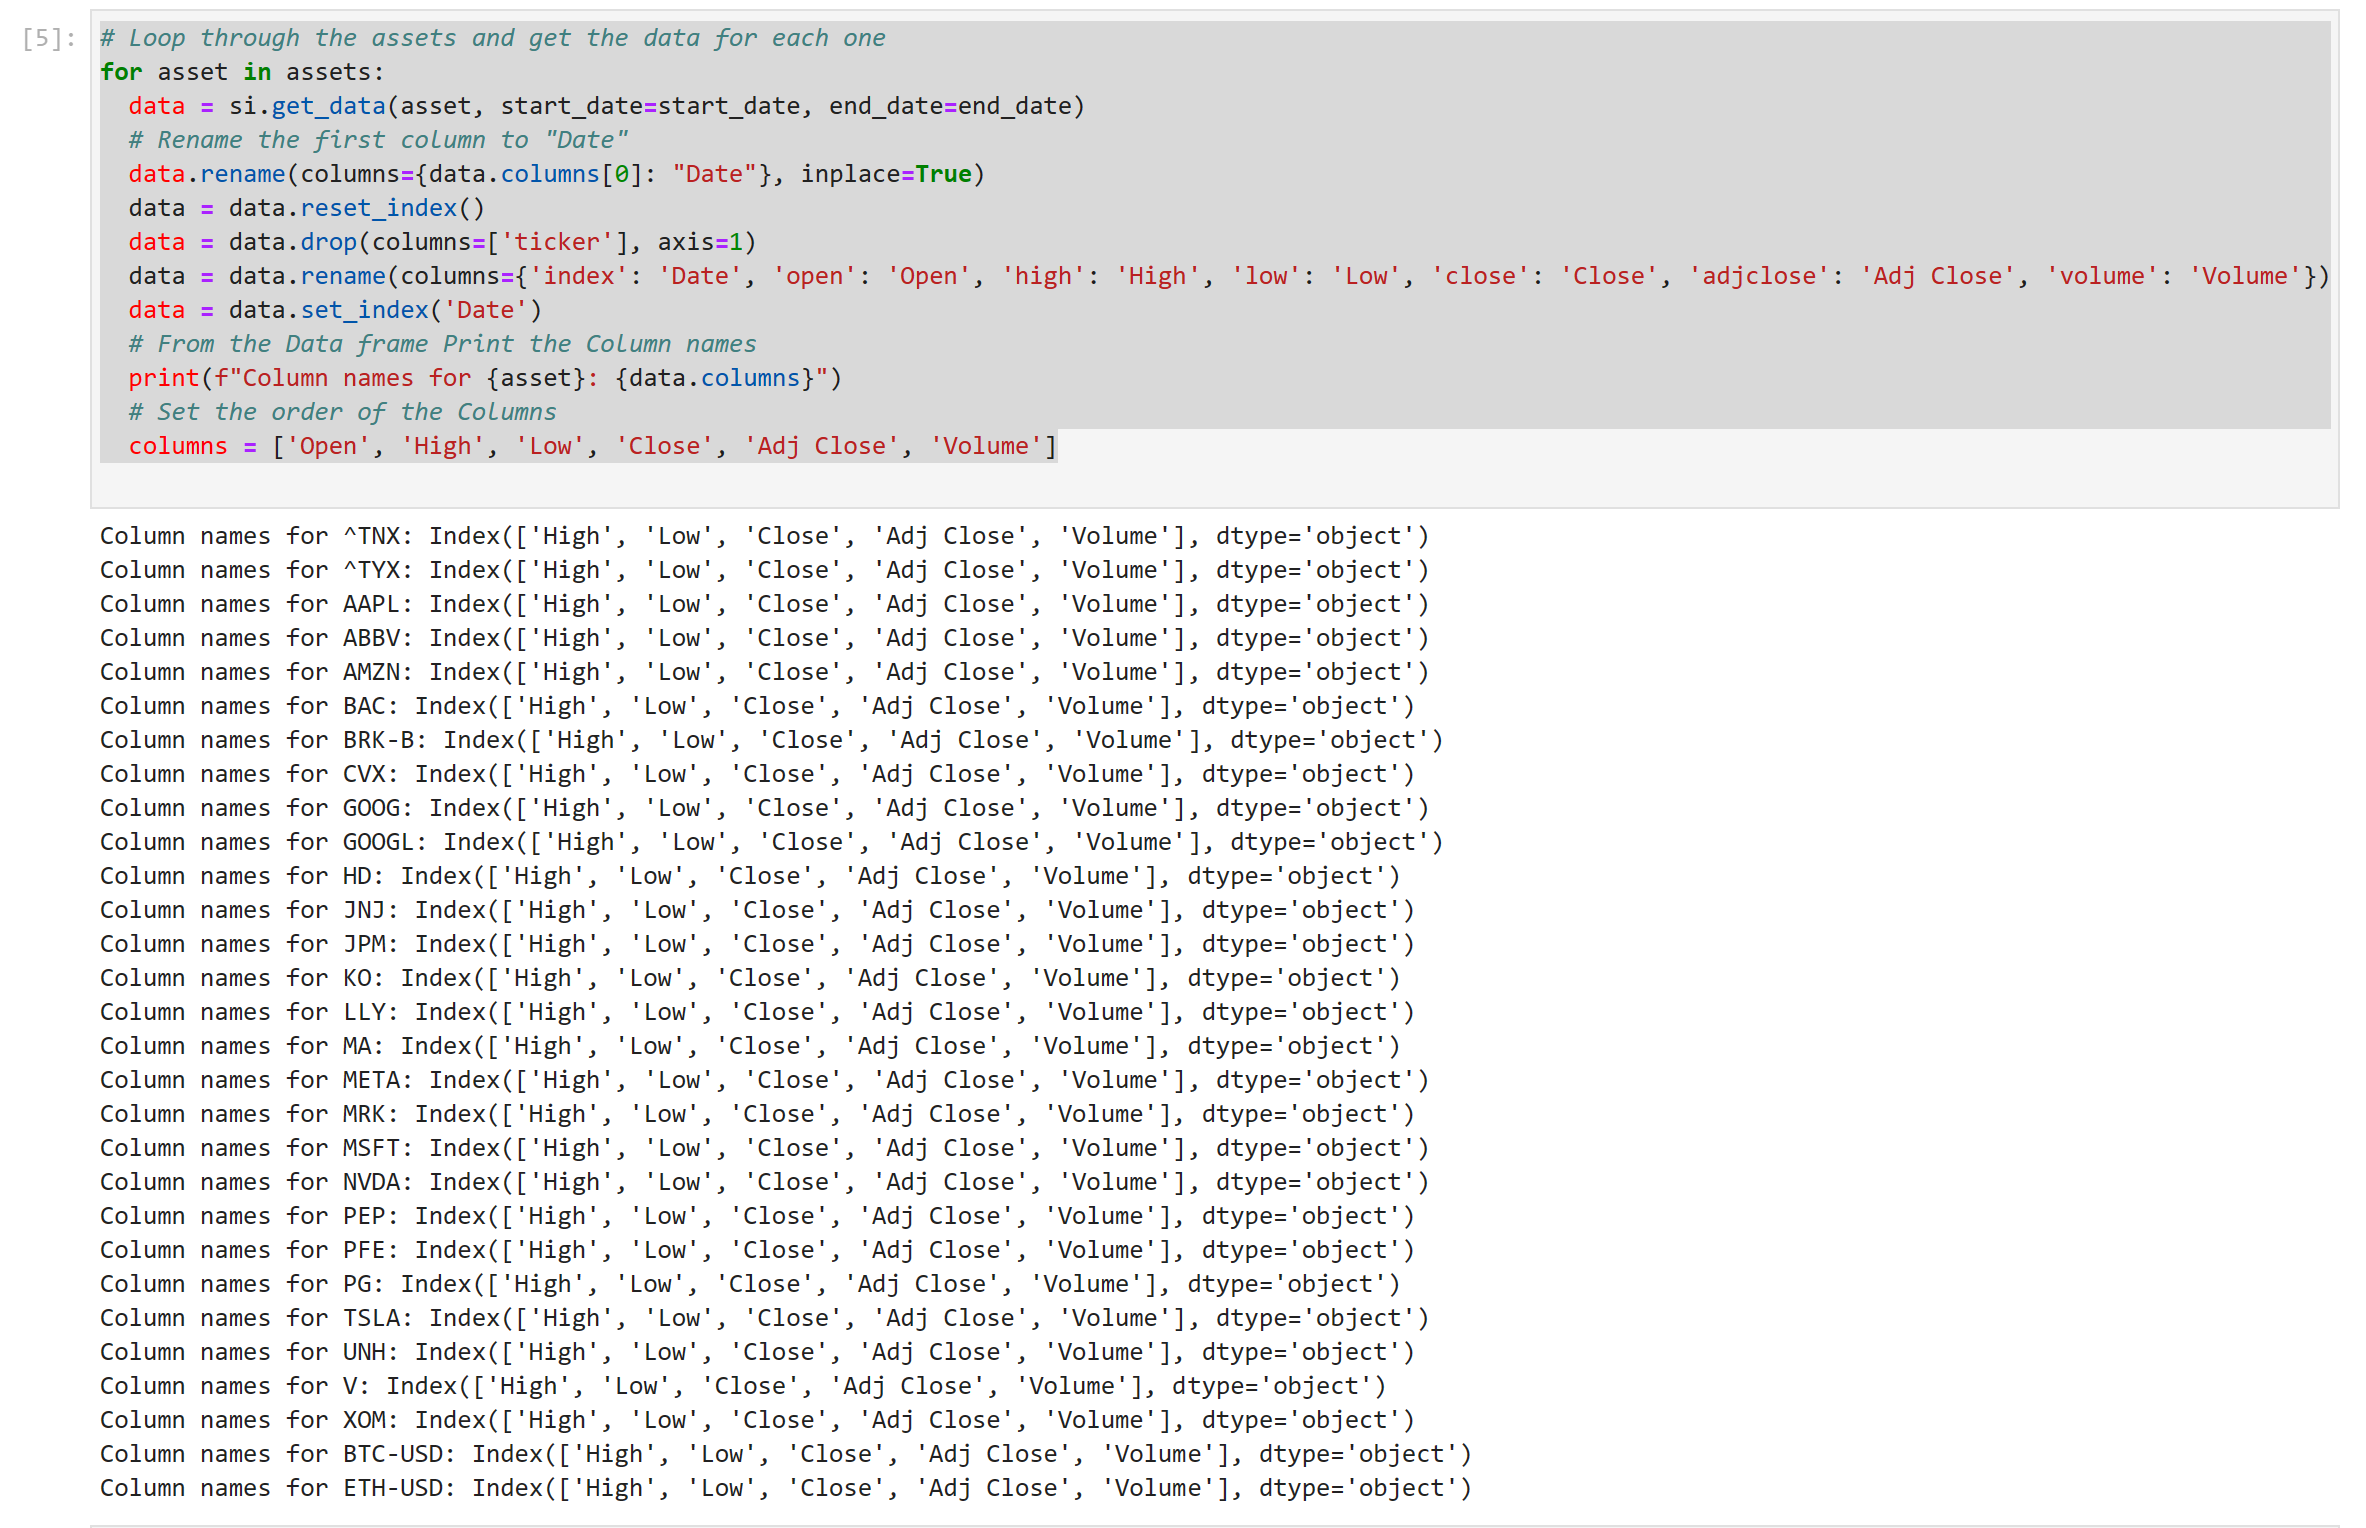 [5]: # Loop through the assets and get the data for each one
for asset in assets:
  data = si.get_data(asset, start_date=start_date, end_date=end_date)
  # Rename the first column to "Date"
  data.rename(columns={data.columns[0]: "Date"}, inplace=True)
  data = data.reset_index()
  data = data.drop(columns=['ticker'], axis=1)
  data = data.rename(columns={'index': 'Date', 'open': 'Open', 'high': 'High', 'low': 'Low', 'close': 'Close', 'adjclose': 'Adj Close', 'volume': 'Volume'})
  data = data.set_index('Date')
  # From the Data frame Print the Column names
  print(f"Column names for {asset}: {data.columns}")
  # Set the order of the Columns
  columns = ['Open', 'High', 'Low', 'Close', 'Adj Close', 'Volume']
Column names for ^TNX: Index(['High', 'Low', 'Close', 'Adj Close', 'Volume'], dtype='object')
Column names for ^TYX: Index(['High', 'Low', 'Close', 'Adj Close', 'Volume'], dtype='object')
Column names for AAPL: Index(['High', 'Low', 'Close', 'Adj Close', 'Volume'], dtype='object')
Column names for ABBV: Index(['High', 'Low', 'Close', 'Adj Close', 'Volume'], dtype='object')
Column names for AMZN: Index(['High', 'Low', 'Close', 'Adj Close', 'Volume'], dtype='object')
Column names for BAC: Index(['High', 'Low', 'Close', 'Adj Close', 'Volume'], dtype='object')
Column names for BRK-B: Index(['High', 'Low', 'Close', 'Adj Close', 'Volume'], dtype='object')
Column names for CVX: Index(['High', 'Low', 'Close', 'Adj Close', 'Volume'], dtype='object')
Column names for GOOG: Index(['High', 'Low', 'Close', 'Adj Close', 'Volume'], dtype='object')
Column names for GOOGL: Index(['High', 'Low', 'Close', 'Adj Close', 'Volume'], dtype='object')
Column names for HD: Index(['High', 'Low', 'Close', 'Adj Close', 'Volume'], dtype='object')
Column names for JNJ: Index(['High', 'Low', 'Close', 'Adj Close', 'Volume'], dtype='object')
Column names for JPM: Index(['High', 'Low', 'Close', 'Adj Close', 'Volume'], dtype='object')
Column names for KO: Index(['High', 'Low', 'Close', 'Adj Close', 'Volume'], dtype='object')
Column names for LLY: Index(['High', 'Low', 'Close', 'Adj Close', 'Volume'], dtype='object')
Column names for MA: Index(['High', 'Low', 'Close', 'Adj Close', 'Volume'], dtype='object')
Column names for META: Index(['High', 'Low', 'Close', 'Adj Close', 'Volume'], dtype='object')
Column names for MRK: Index(['High', 'Low', 'Close', 'Adj Close', 'Volume'], dtype='object')
Column names for MSFT: Index(['High', 'Low', 'Close', 'Adj Close', 'Volume'], dtype='object')
Column names for NVDA: Index(['High', 'Low', 'Close', 'Adj Close', 'Volume'], dtype='object')
Column names for PEP: Index(['High', 'Low', 'Close', 'Adj Close', 'Volume'], dtype='object')
Column names for PFE: Index(['High', 'Low', 'Close', 'Adj Close', 'Volume'], dtype='object')
Column names for PG: Index(['High', 'Low', 'Close', 'Adj Close', 'Volume'], dtype='object')
Column names for TSLA: Index(['High', 'Low', 'Close', 'Adj Close', 'Volume'], dtype='object')
Column names for UNH: Index(['High', 'Low', 'Close', 'Adj Close', 'Volume'], dtype='object')
Column names for V: Index(['High', 'Low', 'Close', 'Adj Close', 'Volume'], dtype='object')
Column names for XOM: Index(['High', 'Low', 'Close', 'Adj Close', 'Volume'], dtype='object')
Column names for BTC-USD: Index(['High', 'Low', 'Close', 'Adj Close', 'Volume'], dtype='object')
Column names for ETH-USD: Index(['High', 'Low', 'Close', 'Adj Close', 'Volume'], dtype='object')